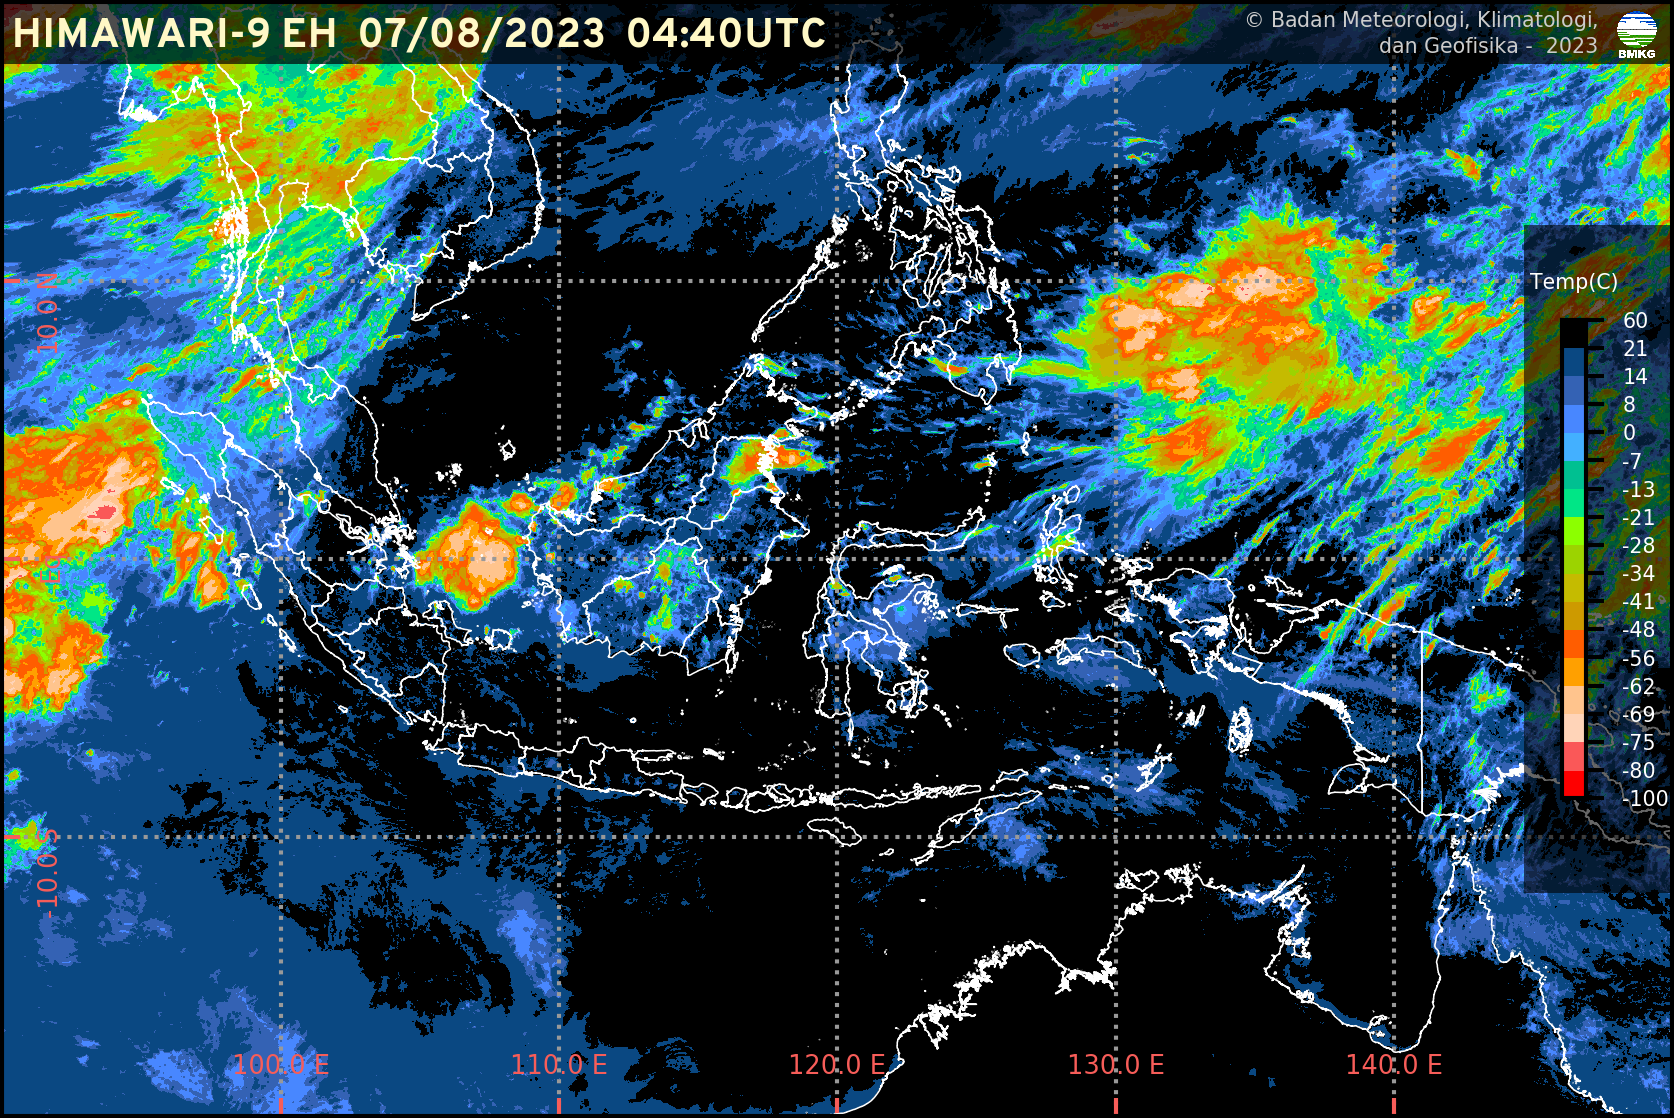 HIMAWARI-9 EH 07/08/2023 04:40UTC
© Badan Meteorologi, Klimatologi,
dan Geofisika - 2023
BMKG
10.0 N
0.0
-10.0 S
Temp(C)
60
21
14
8
0
-7
-13
-21
-28
-34
-41
-48
-56
-62
-69
-75
-80
-100
100.0 E
110.0 E
120.0 E
130.0 E
140.0 E